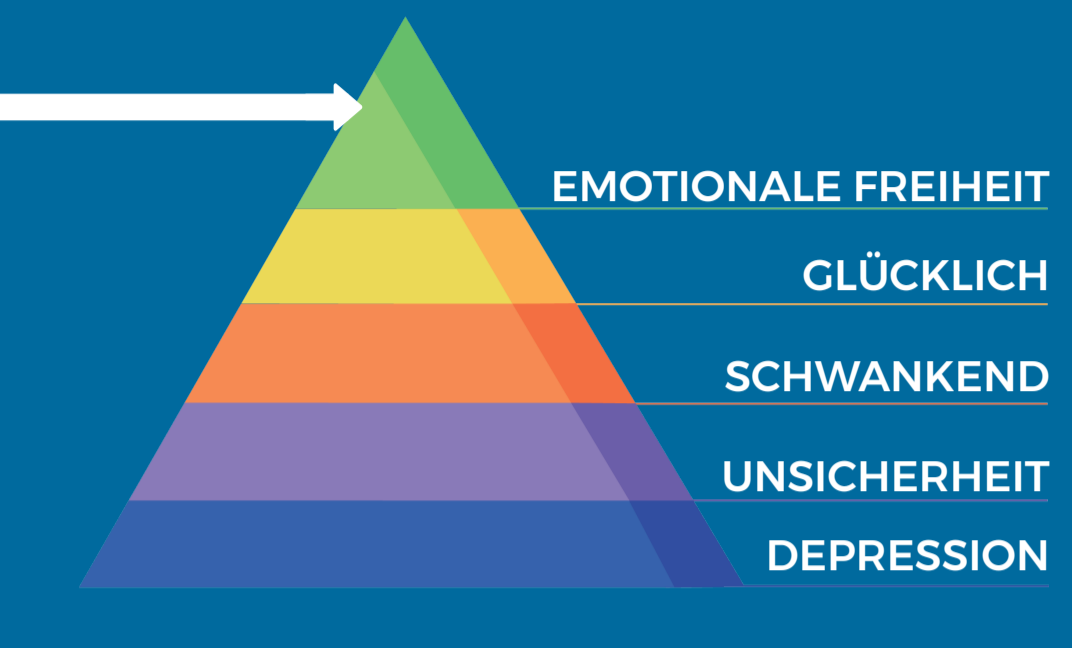 EMOTIONALE FREIHEIT
GLÜCKLICH
SCHWANKEND
UNSICHERHEIT
DEPRESSION